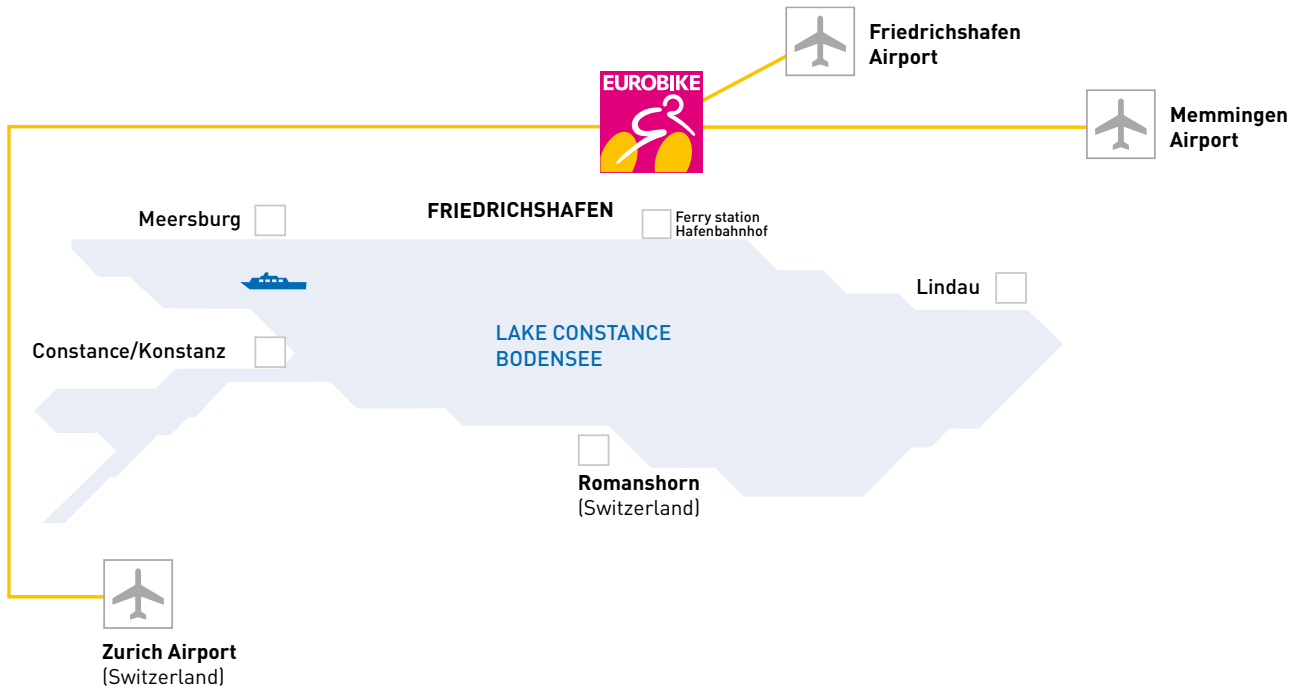 Friedrichshafen
Airport
EUROBIKE
Memmingen
Airport
Meersburg
FRIEDRICHSHAFEN
Ferry station
Hafenbahnhof
Lindau
LAKE CONSTANCE
BODENSEE
Constance/Konstanz
Romanshorn
(Switzerland)
Zurich Airport
(Switzerland)